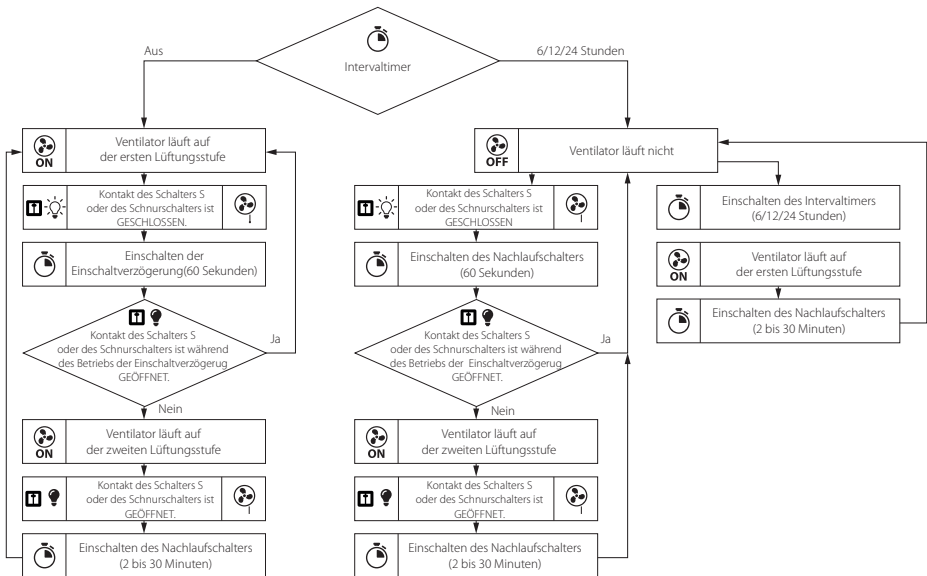 Intervaltimer
Aus
6/12/24 Stunden
ON
Ventilator läuft auf
der ersten Lüftungsstufe
Kontakt des Schalters S
oder des Schnurschalters ist
GESCHLOSSEN.
Einschalten der
Einschaltverzögerung(60 Sekunden)
Kontakt des Schalters S
oder des Schnurschalters ist während
des Betriebs der Einschaltverzögerug
GEÖFFNET.
Ja
Nein
ON
Ventilator läuft auf
der zweiten Lüftungsstufe
Kontakt des Schalters S
oder des Schnurschalters ist
GEÖFFNET.
Einschalten des Nachlaufschalters
(2 bis 30 Minuten)
OFF
Ventilator läuft nicht
Kontakt des Schalters S
oder des Schnurschalters ist
GESCHLOSSEN
Einschalten des Nachlaufschalters
(60 Sekunden)
Kontakt des Schalters S
oder des Schnurschalters ist während
des Betriebs der Einschaltverzögerug
GEÖFFNET.
Ja
Nein
ON
Ventilator läuft auf
der zweiten Lüftungsstufe
Kontakt des Schalters S
oder des Schnurschalters ist
GEÖFFNET.
Einschalten des Nachlaufschalters
(2 bis 30 Minuten)
Einschalten des Intervaltimers
(6/12/24 Stunden)
ON
Ventilator läuft auf
der ersten Lüftungsstufe
Einschalten des Nachlaufschalters
(2 bis 30 Minuten)